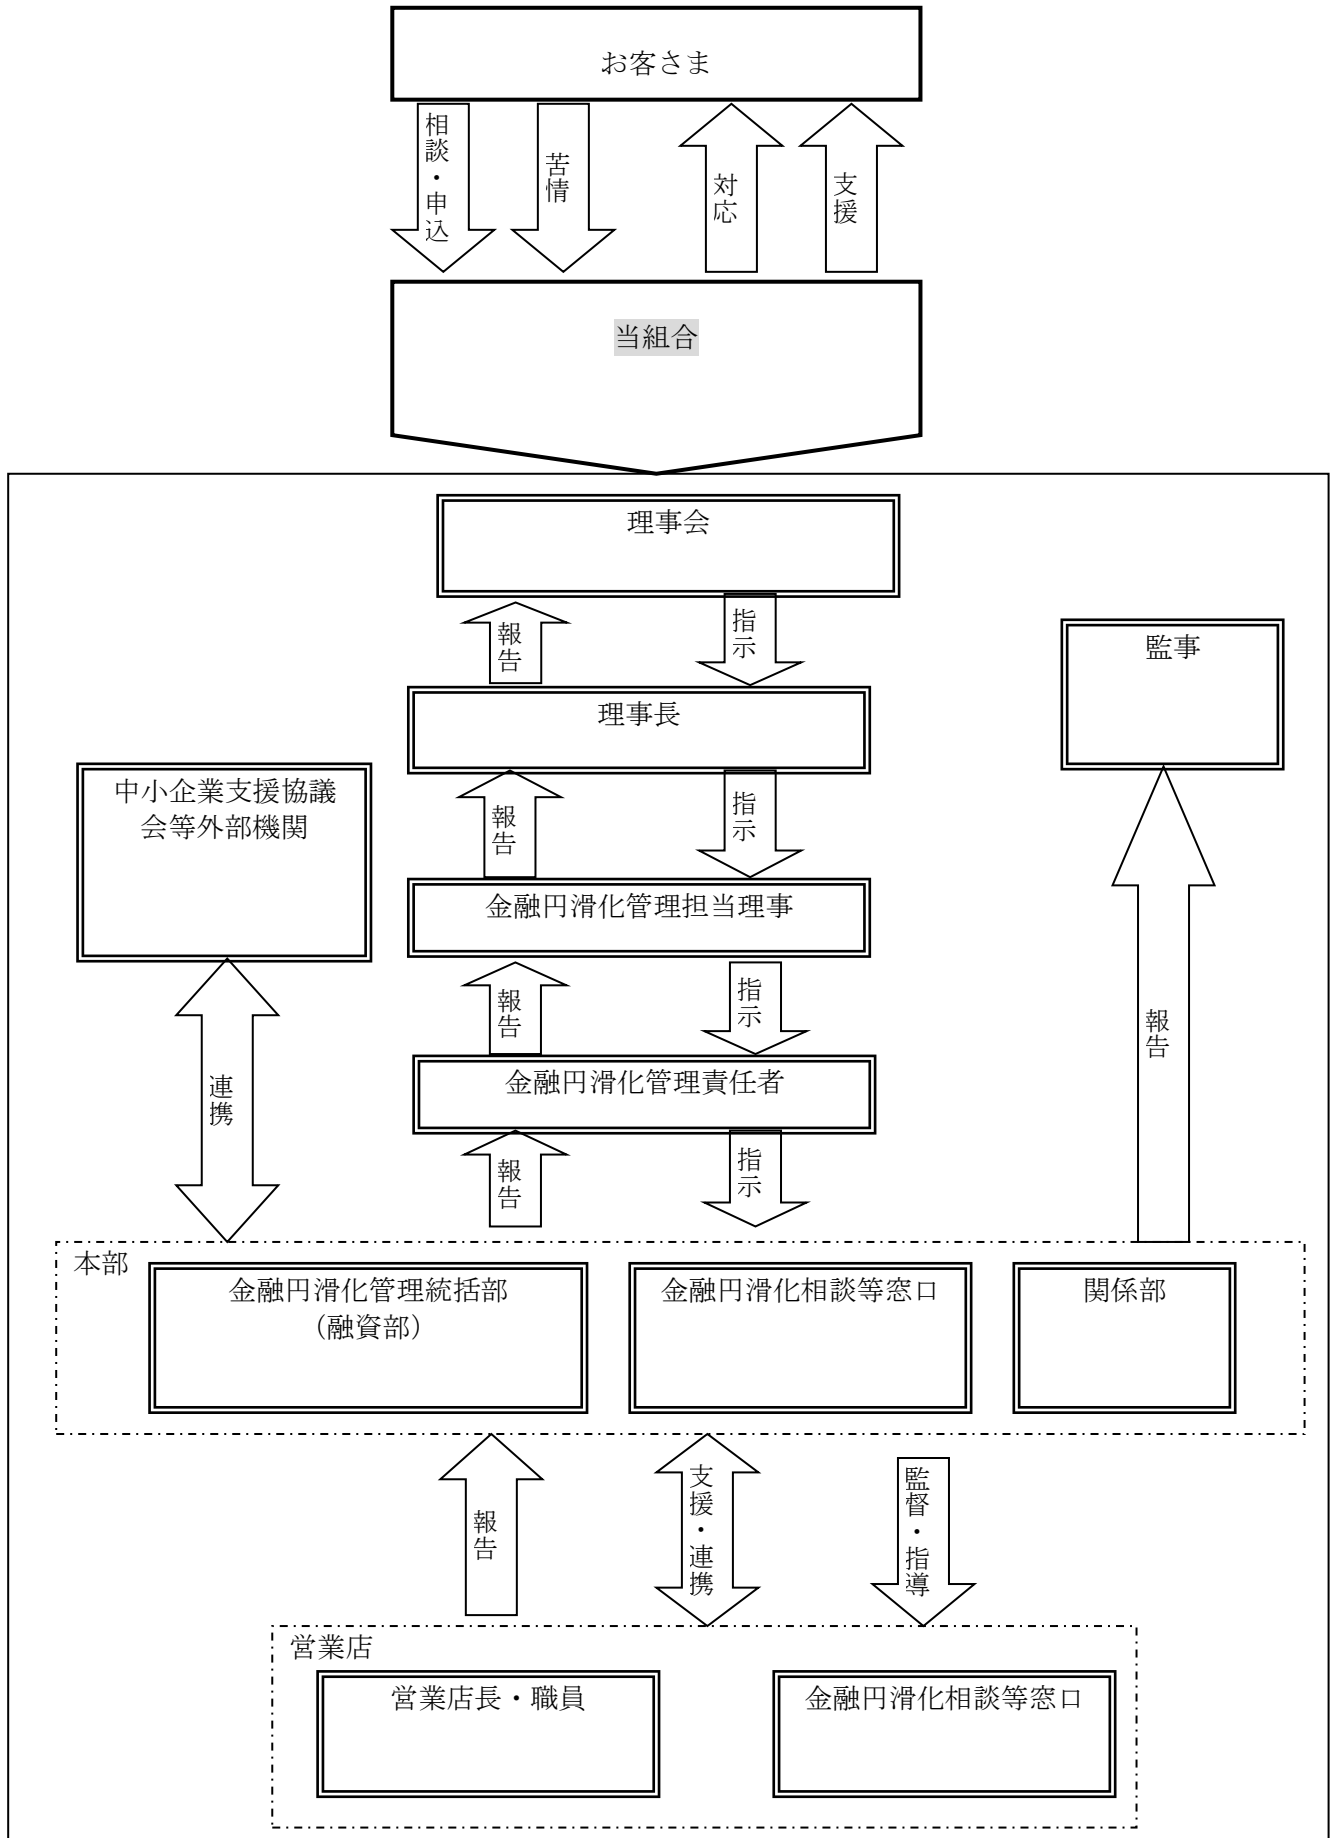 お客さま
相談・申込
苦情
対応
支援
当組合
理事会
報告
指示
監事
理事長
中小企業支援協議
会等外部機関
報告
指示
金融円滑化管理担当理事
報告
指示
報告
金融円滑化管理責任者
連携
報告
指示
本部
金融円滑化管理統括部
（融資部）
金融円滑化相談等窓口
関係部
報告
支援・連携
監督・指導
営業店
営業店長・職員
金融円滑化相談等窓口